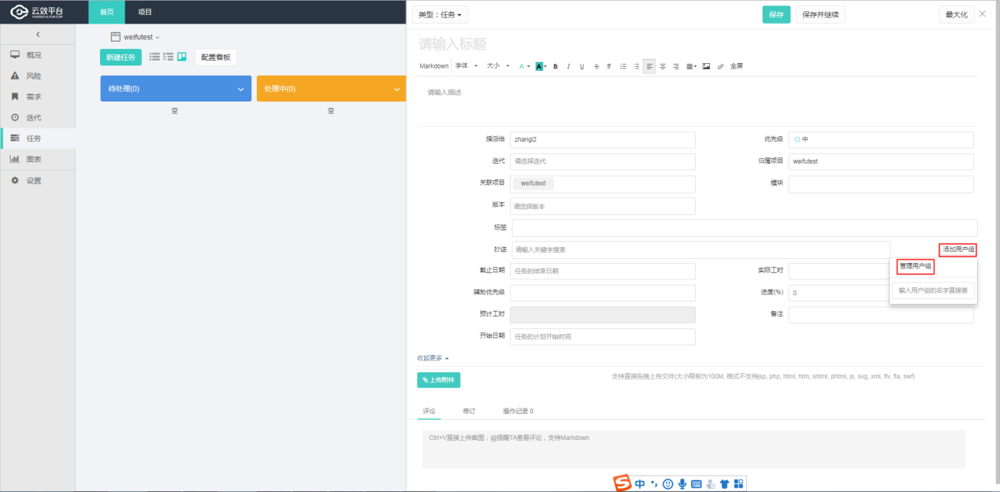 云效平台
YUNXIAO.ALIYUN.COM
首页
项目
概况
风险
需求
迭代
任务
图表
设置
weifutest
新建任务
配置看板
待处理(0)
处理中(0)
空
空
类型：任务
保存
保存并继续
最大化
请输入标题
Markdown 字体 大小 A A B I U S 全屏
请输入描述
指派给 zhangl2 优先级 中
迭代 请选择迭代 归属项目 weifutest
关联项目 weifutest 模块
版本 请选择版本
标签
抄送 请输入关键字搜索 添加用户组
管理用户组
输入用户组的名字直接查
截止日期 任务的结束日期 实际工时
辅助优先级 进度(%) 0
预计工时 备注
开始日期 任务的计划开始时间
收起更多
上传附件 支持直接拖拽上传文件(大小限制为100M, 格式不支持jsp, php, html, htm, shtml, phtml, js, svg, xml, flv, fla, swf)
评论 修订 操作记录 0
Ctrl+V直接上传截图，@提醒TA查看评论，支持Markdown
S 中